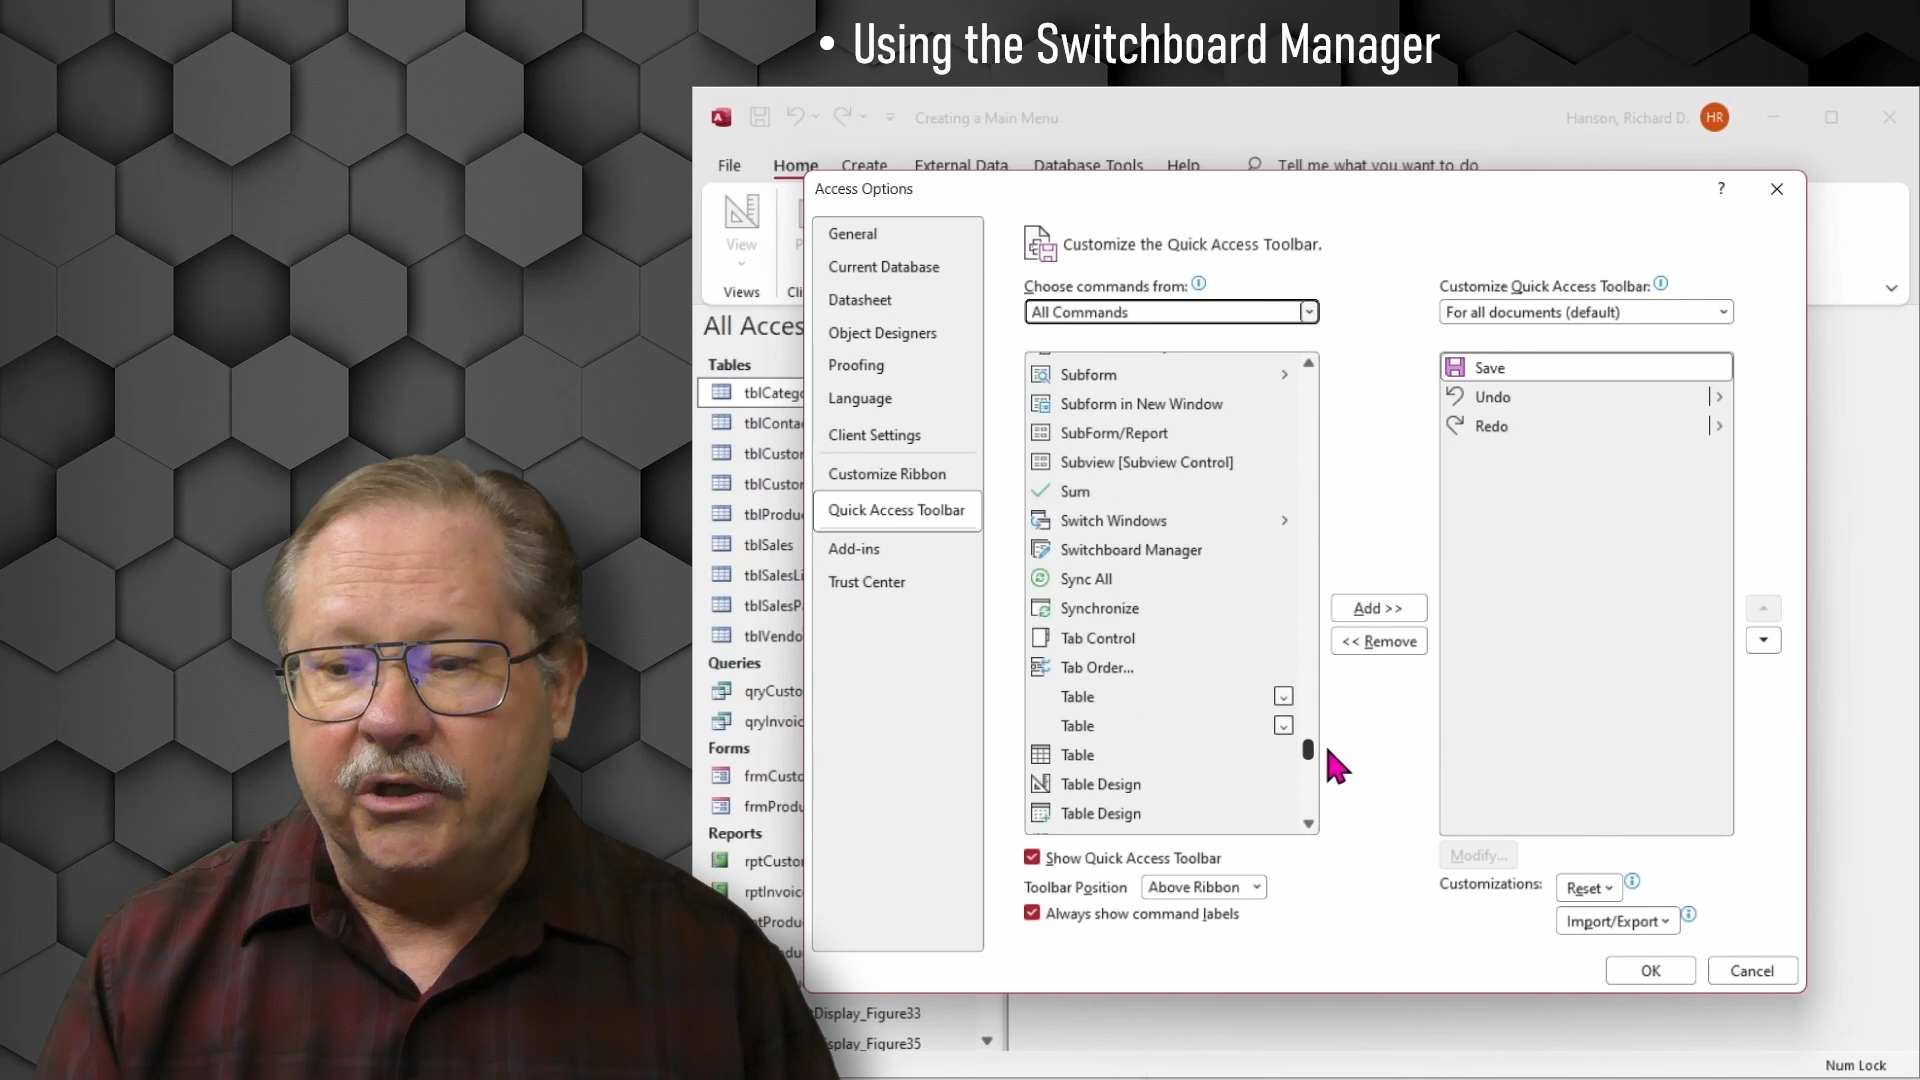 • Using the Switchboard Manager
Creating a Main Menu
Hanson, Richard D.
HR
File
Home
Create
External Data
Database Tools
Help
Tell me what you want to do
View
Views
All Acces
Tables
tblCatego
tblConta
tblCustor
tblCustor
tblProdu
tblSales
tblSalesLi
tblSalesP
tblVendo
Queries
qryCusto
qryInvoic
Forms
frmCusto
frmProdu
Reports
rptCustor
rptInvoic
Display_Figure33
splay_Figure35
Access Options
?
General
Current Database
Datasheet
Object Designers
Proofing
Language
Client Settings
Customize Ribbon
Quick Access Toolbar
Add-ins
Trust Center
Customize the Quick Access Toolbar.
Choose commands from:
All Commands
Subform
Subform in New Window
SubForm/Report
Subview [Subview Control]
Sum
Switch Windows
Switchboard Manager
Sync All
Synchronize
Tab Control
Tab Order...
Table
Table
Table
Table Design
Table Design
Show Quick Access Toolbar
Toolbar Position Above Ribbon
Always show command labels
Add >>
<< Remove
Customize Quick Access Toolbar:
For all documents (default)
Save
Undo
Redo
Modify...
Customizations: Reset
Import/Export
OK
Cancel
Num Lock